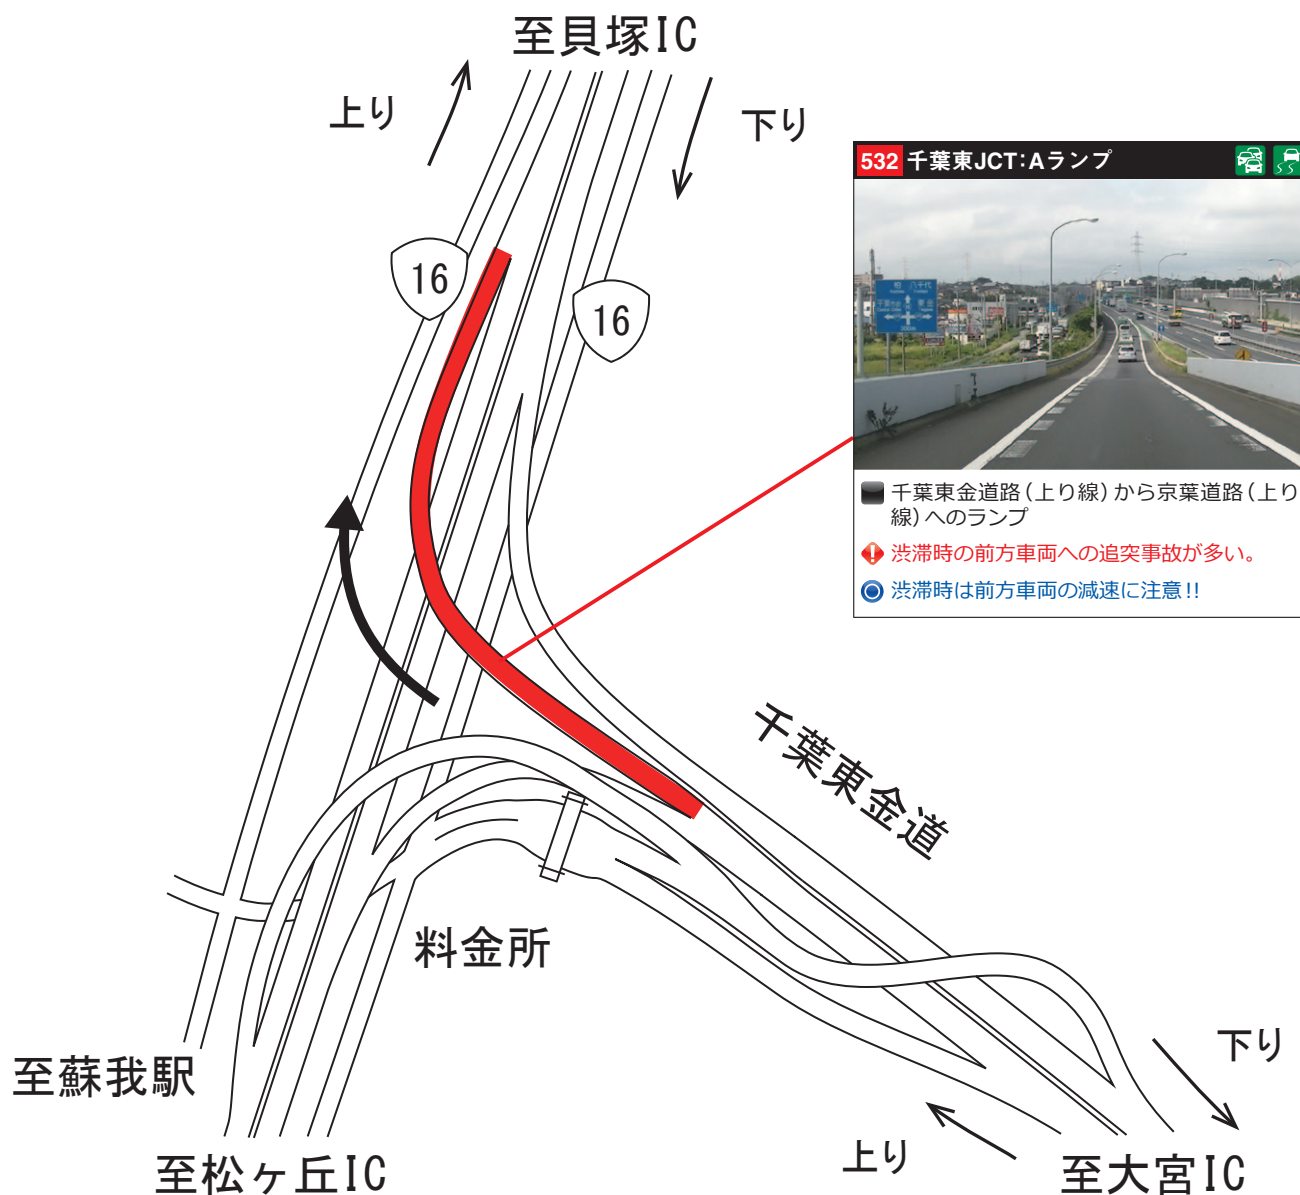 至貝塚IC
上り
下り
532 千葉東JCT:Aランプ
16
16
柏 八千代
千葉東金道路(上り線)から京葉道路(上り
線)へのランプ
渋滞時の前方車両への追突事故が多い。
渋滞時は前方車両の減速に注意!!
千葉東金道
料金所
至蘇我駅
下り
上り
至松ヶ丘IC
至大宮IC